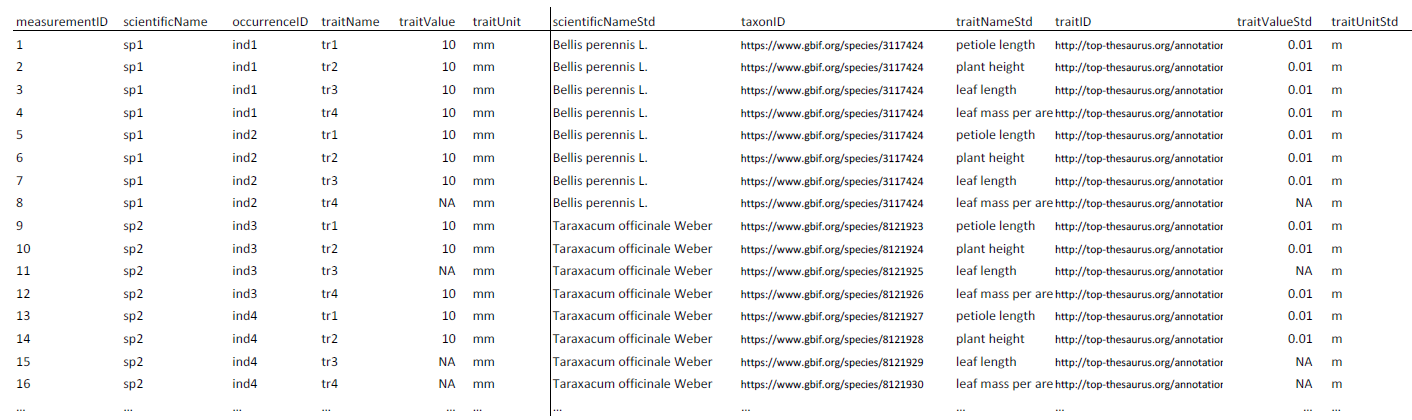 measurementID scientificName occurrenceID traitName traitValue traitUnit scientificNameStd taxonID traitNameStd traitID traitValueStd traitUnitStd
1 sp1 ind1 tr1 10 mm Bellis perennis L. https://www.gbif.org/species/3117424 petiole length http://top-thesaurus.org/annotation 0.01 m
2 sp1 ind1 tr2 10 mm Bellis perennis L. https://www.gbif.org/species/3117424 plant height http://top-thesaurus.org/annotation 0.01 m
3 sp1 ind1 tr3 10 mm Bellis perennis L. https://www.gbif.org/species/3117424 leaf length http://top-thesaurus.org/annotation 0.01 m
4 sp1 ind1 tr4 10 mm Bellis perennis L. https://www.gbif.org/species/3117424 leaf mass per are http://top-thesaurus.org/annotation 0.01 m
5 sp1 ind2 tr1 10 mm Bellis perennis L. https://www.gbif.org/species/3117424 petiole length http://top-thesaurus.org/annotation 0.01 m
6 sp1 ind2 tr2 10 mm Bellis perennis L. https://www.gbif.org/species/3117424 plant height http://top-thesaurus.org/annotation 0.01 m
7 sp1 ind2 tr3 10 mm Bellis perennis L. https://www.gbif.org/species/3117424 leaf length http://top-thesaurus.org/annotation 0.01 m
8 sp1 ind2 tr4 NA mm Bellis perennis L. https://www.gbif.org/species/3117424 leaf mass per are http://top-thesaurus.org/annotation NA m
9 sp2 ind3 tr1 10 mm Taraxacum officinale Weber https://www.gbif.org/species/8121923 petiole length http://top-thesaurus.org/annotation 0.01 m
10 sp2 ind3 tr2 10 mm Taraxacum officinale Weber https://www.gbif.org/species/8121924 plant height http://top-thesaurus.org/annotation 0.01 m
11 sp2 ind3 tr3 NA mm Taraxacum officinale Weber https://www.gbif.org/species/8121925 leaf length http://top-thesaurus.org/annotation NA m
12 sp2 ind3 tr4 10 mm Taraxacum officinale Weber https://www.gbif.org/species/8121926 leaf mass per are http://top-thesaurus.org/annotation 0.01 m
13 sp2 ind4 tr1 10 mm Taraxacum officinale Weber https://www.gbif.org/species/8121927 petiole length http://top-thesaurus.org/annotation 0.01 m
14 sp2 ind4 tr2 10 mm Taraxacum officinale Weber https://www.gbif.org/species/8121928 plant height http://top-thesaurus.org/annotation 0.01 m
15 sp2 ind4 tr3 NA mm Taraxacum officinale Weber https://www.gbif.org/species/8121929 leaf length http://top-thesaurus.org/annotation NA m
16 sp2 ind4 tr4 NA mm Taraxacum officinale Weber https://www.gbif.org/species/8121930 leaf mass per are http://top-thesaurus.org/annotation NA m
... ... ... ... ... ... ... ... ... ... ... ...